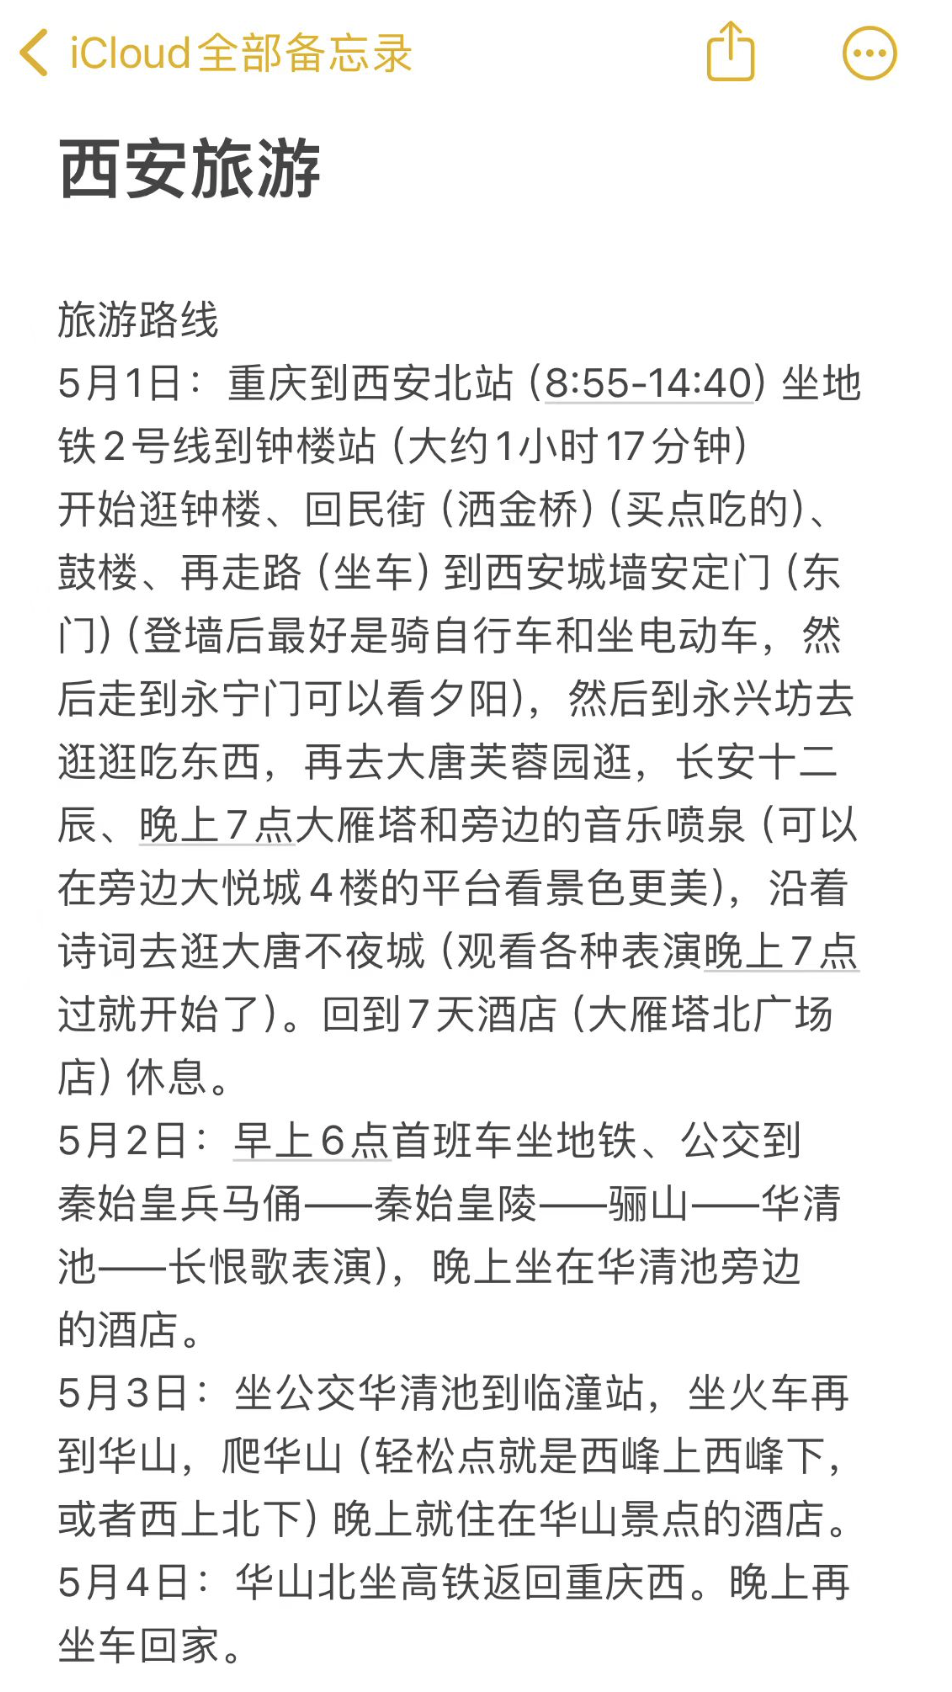 iCloud全部备忘录
西安旅游
旅游路线
5月1日：重庆到西安北站（8:55-14:40）坐地
铁2号线到钟楼站（大约1小时17分钟）
开始逛钟楼、回民街（洒金桥）（买点吃的）、
鼓楼、再走路（坐车）到西安城墙安定门（东
门）（登墙后最好是骑自行车和坐电动车，然
后走到永宁门可以看夕阳），然后到永兴坊去
逛逛吃东西，再去大唐芙蓉园逛，长安十二
辰、晚上7点大雁塔和旁边的音乐喷泉（可以
在旁边大悦城4楼的平台看景色更美），沿着
诗词去逛大唐不夜城（观看各种表演晚上7点
过就开始了）。回到7天酒店（大雁塔北广场
店）休息。
5月2日：早上6点首班车坐地铁、公交到
秦始皇兵马俑——秦始皇陵——骊山——华清
池——长恨歌表演），晚上坐在华清池旁边
的酒店。
5月3日：坐公交华清池到临潼站，坐火车再
到华山，爬华山（轻松点就是西峰上西峰下，
或者西上北下）晚上就住在华山景点的酒店。
5月4日：华山北坐高铁返回重庆西。晚上再
坐车回家。